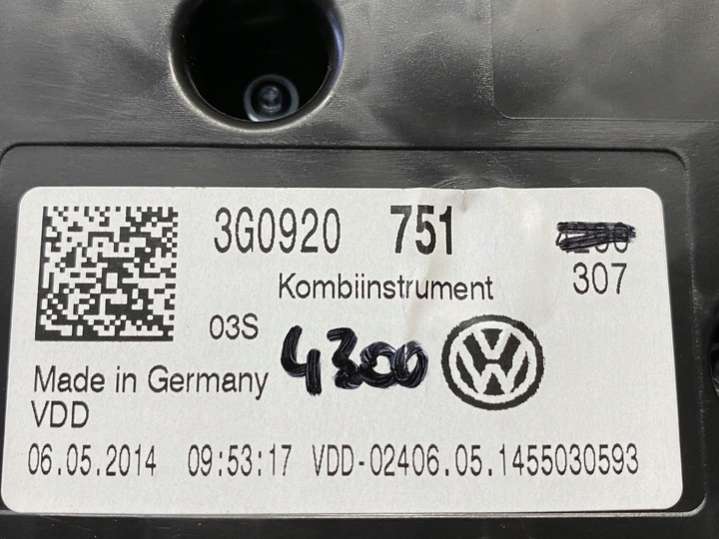 3G0920 751
307
Kombiinstrument
03S
4300
Made in Germany
VDD
06.05.2014 09:53:17 VDD-02406.05.1455030593